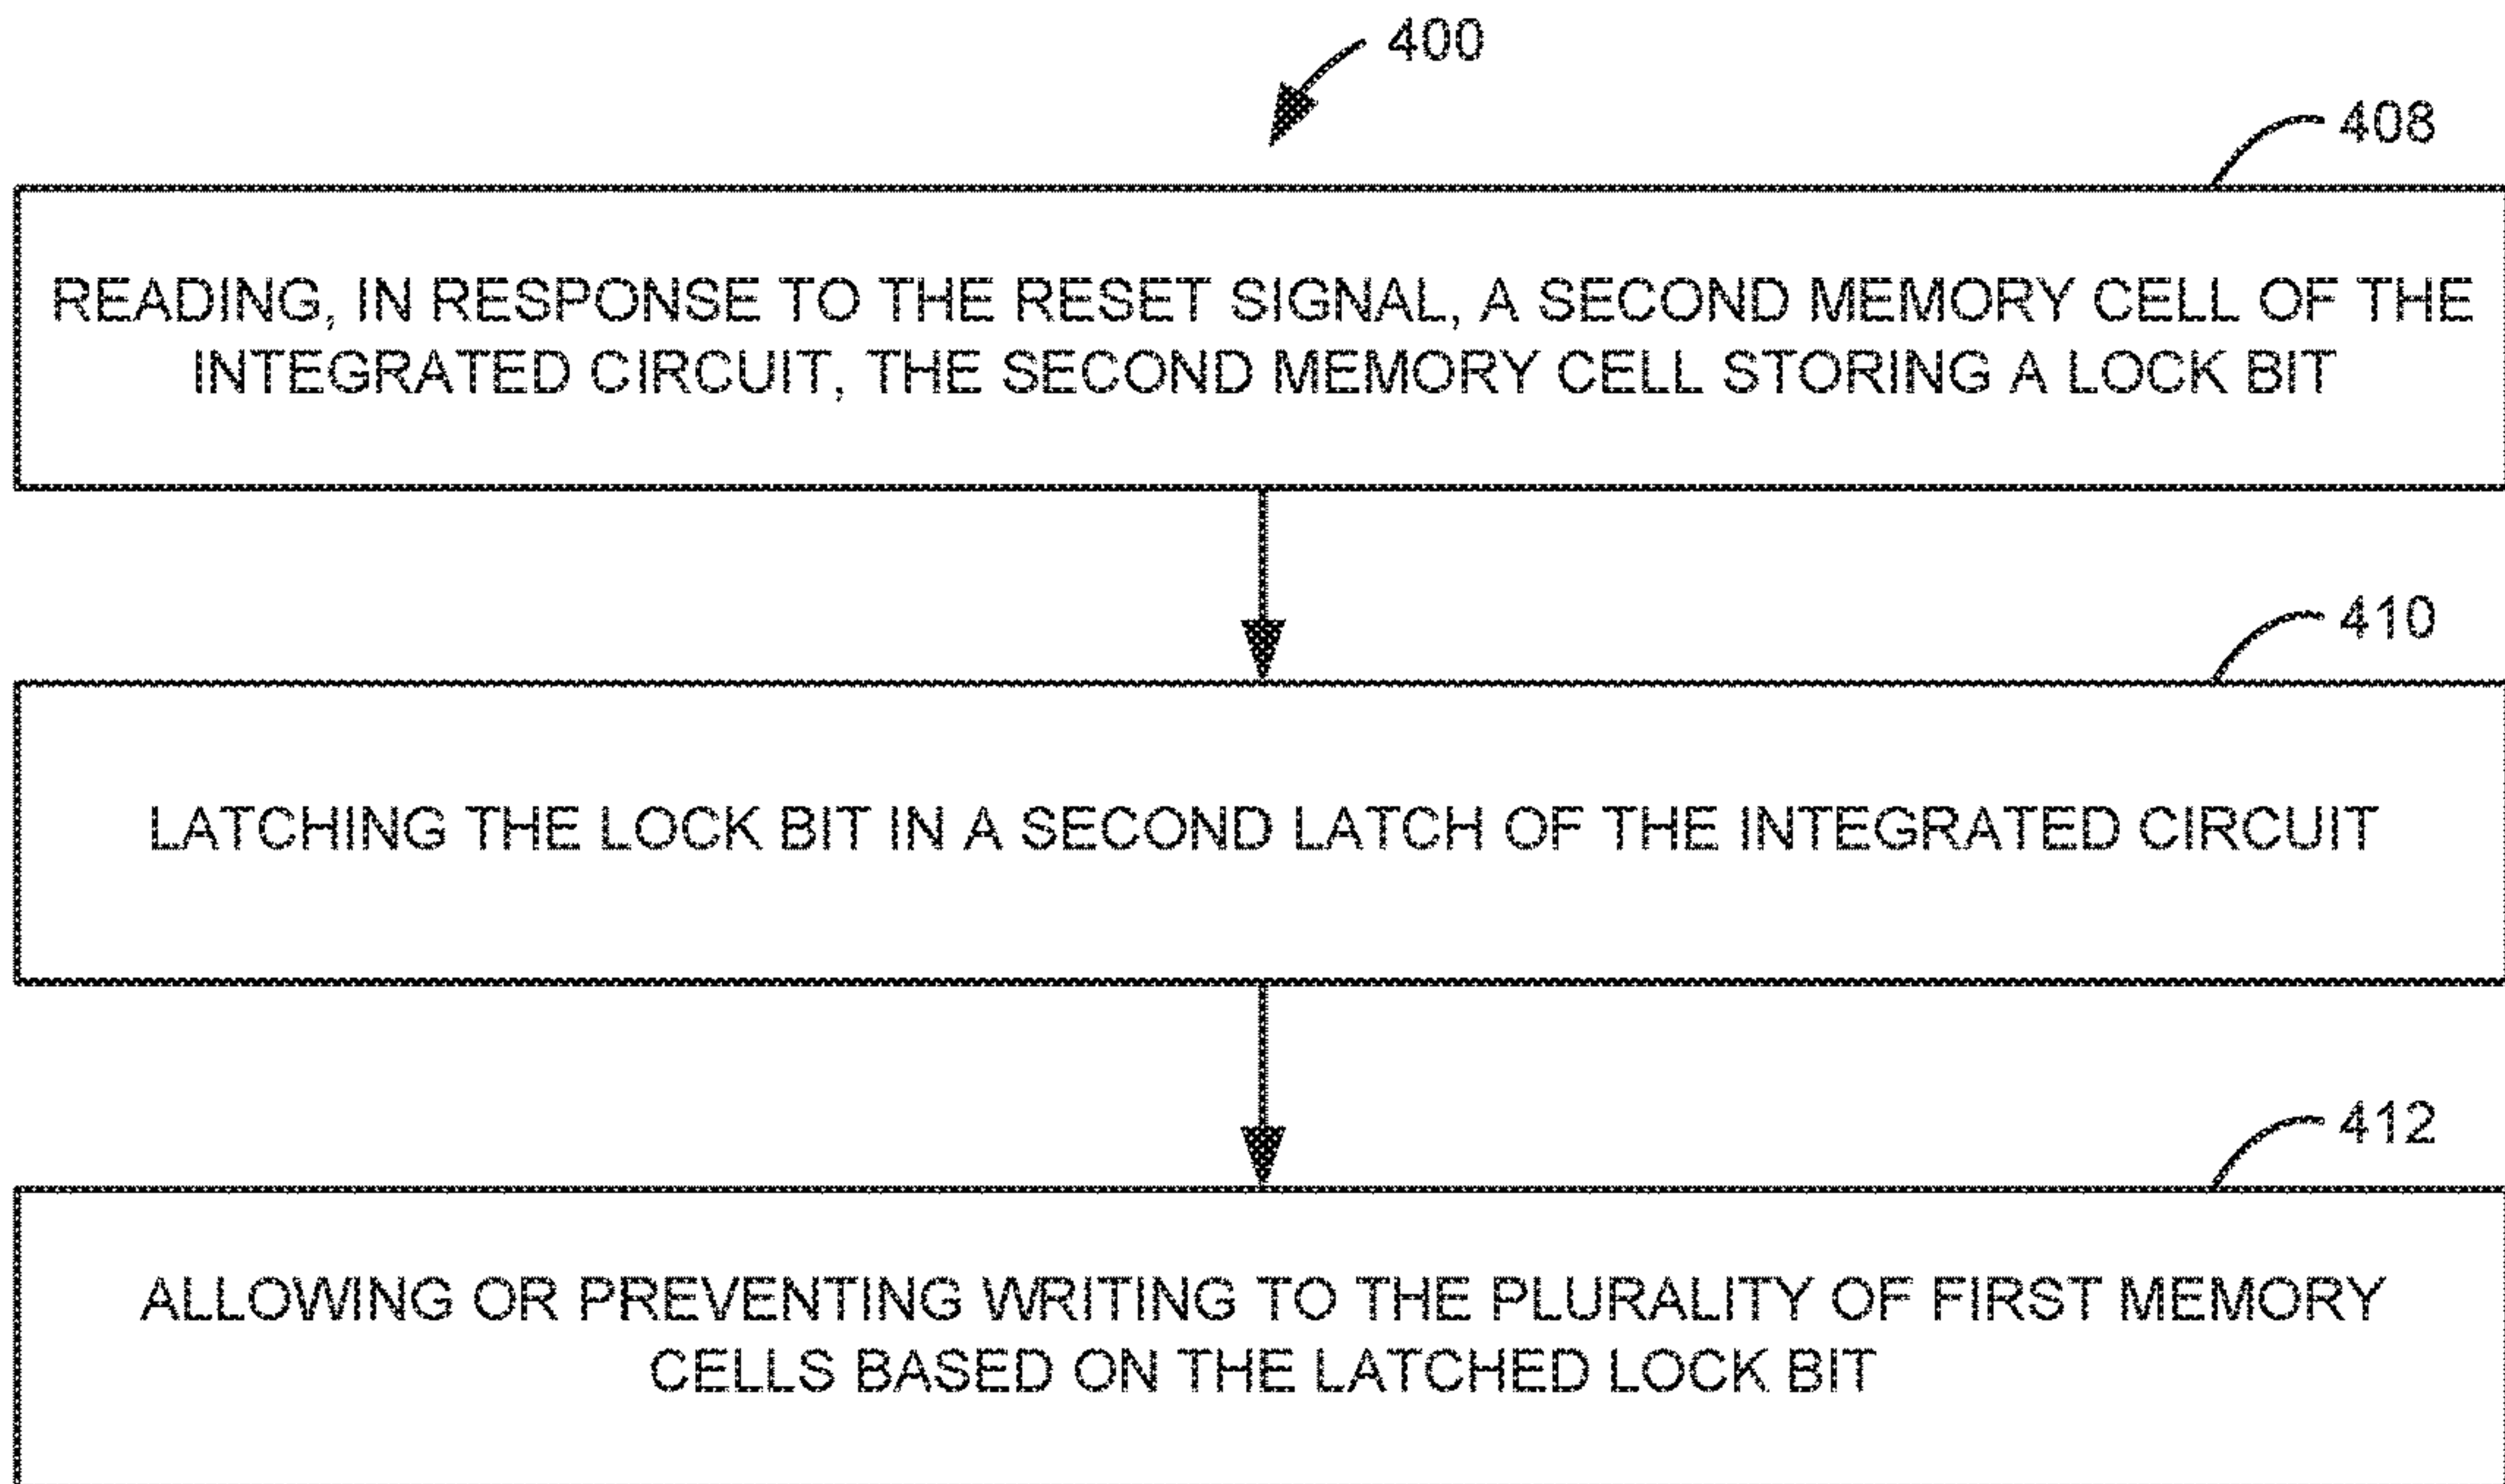 400
408
READING, IN RESPONSE TO THE RESET SIGNAL, A SECOND MEMORY CELL OF THE
INTEGRATED CIRCUIT, THE SECOND MEMORY CELL STORING A LOCK BIT
410
LATCHING THE LOCK BIT IN A SECOND LATCH OF THE INTEGRATED CIRCUIT
412
ALLOWING OR PREVENTING WRITING TO THE PLURALITY OF FIRST MEMORY
CELLS BASED ON THE LATCHED LOCK BIT